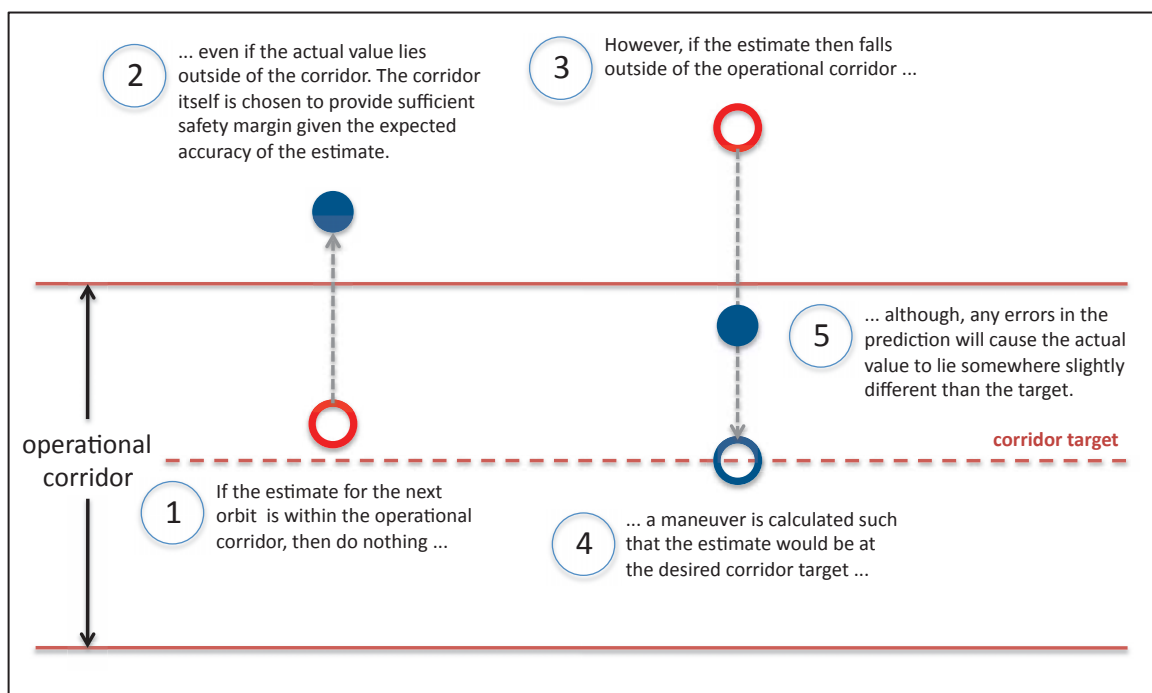 2
... even if the actual value lies
outside of the corridor. The corridor
itself is chosen to provide sufficient
safety margin given the expected
accuracy of the estimate.
3
However, if the estimate then falls
outside of the operational corridor ...
5
... although, any errors in the
prediction will cause the actual
value to lie somewhere slightly
different than the target.
operational
corridor
corridor target
1
If the estimate for the next
orbit is within the operational
corridor, then do nothing ...
4
... a maneuver is calculated such
that the estimate would be at
the desired corridor target ...